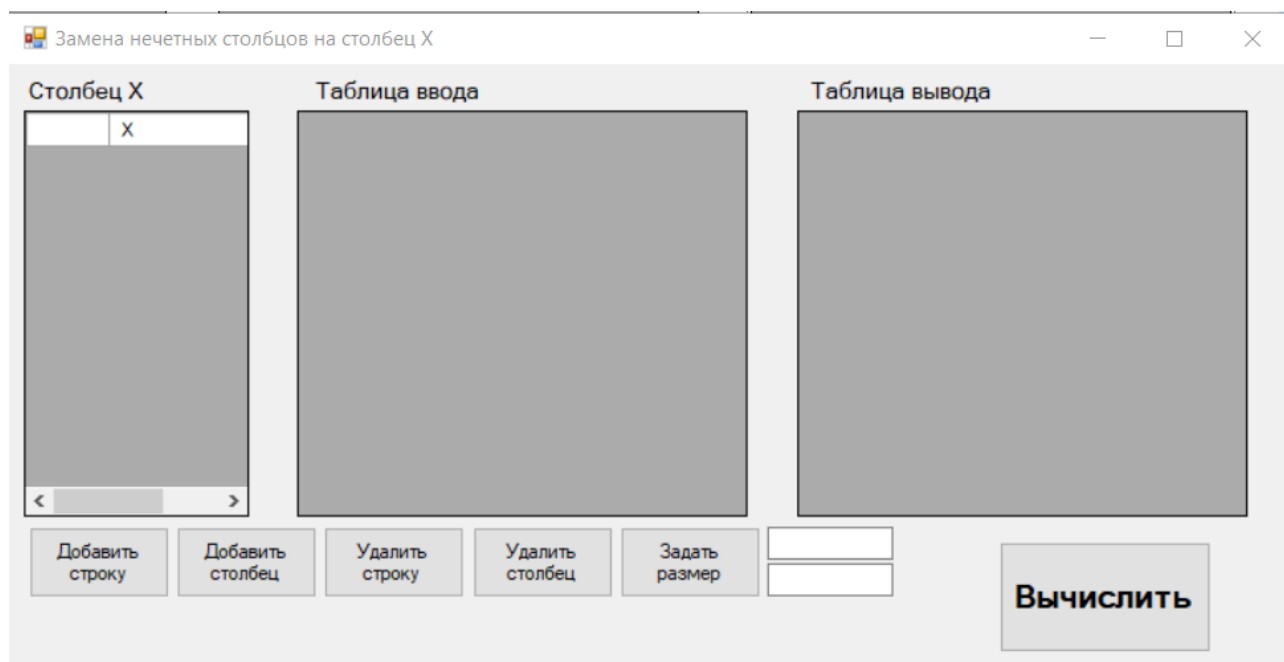 Замена нечетных столбцов на столбец X
Столбец X
Таблица ввода
Таблица вывода
X
Добавить
строку
Добавить
столбец
Удалить
строку
Удалить
столбец
Задать
размер
Вычислить